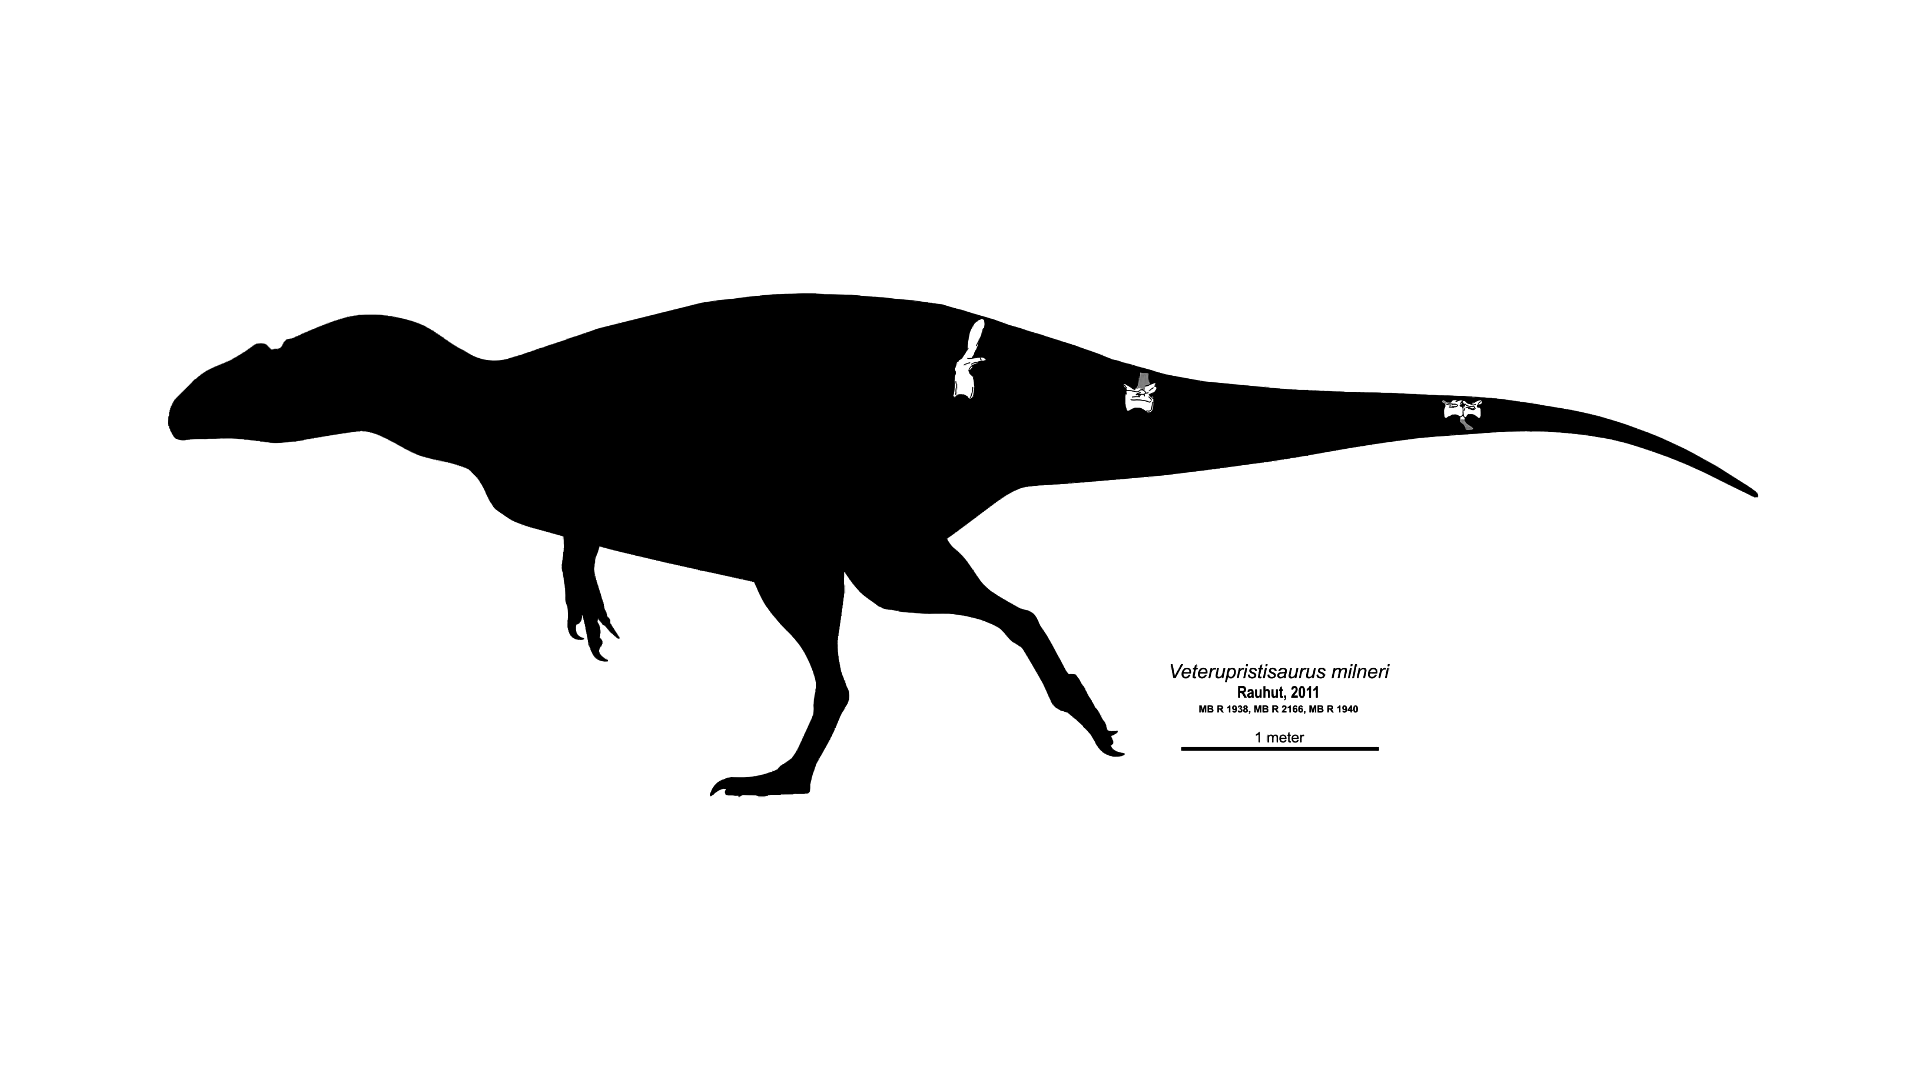 Veterupristisaurus milneri
Rauhut, 2011
MB R 1938, MB R 2166, MB R 1940
1 meter